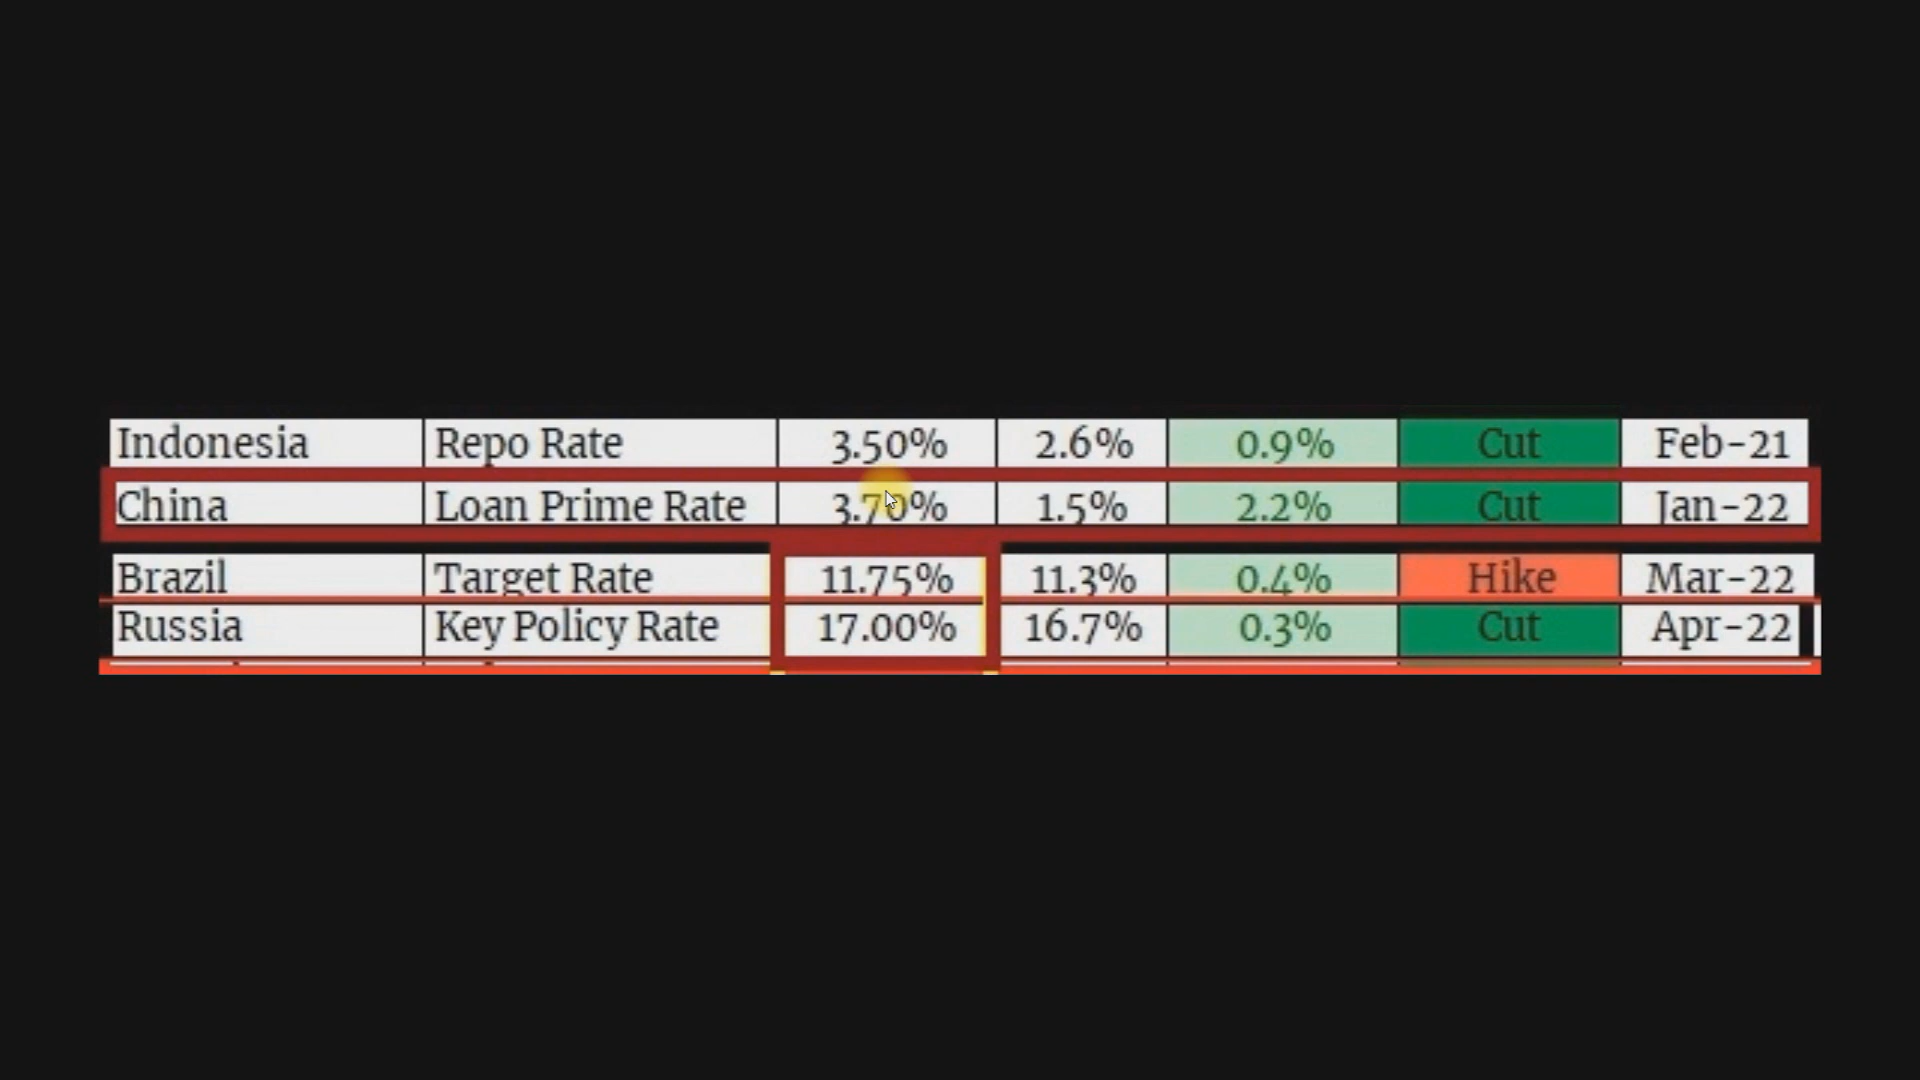 Indonesia Repo Rate 3.50% 2.6% 0.9% Cut Feb-21
China Loan Prime Rate 3.70% 1.5% 2.2% Cut Jan-22
Brazil Target Rate 11.75% 11.3% 0.4% Hike Mar-22
Russia Key Policy Rate 17.00% 16.7% 0.3% Cut Apr-22